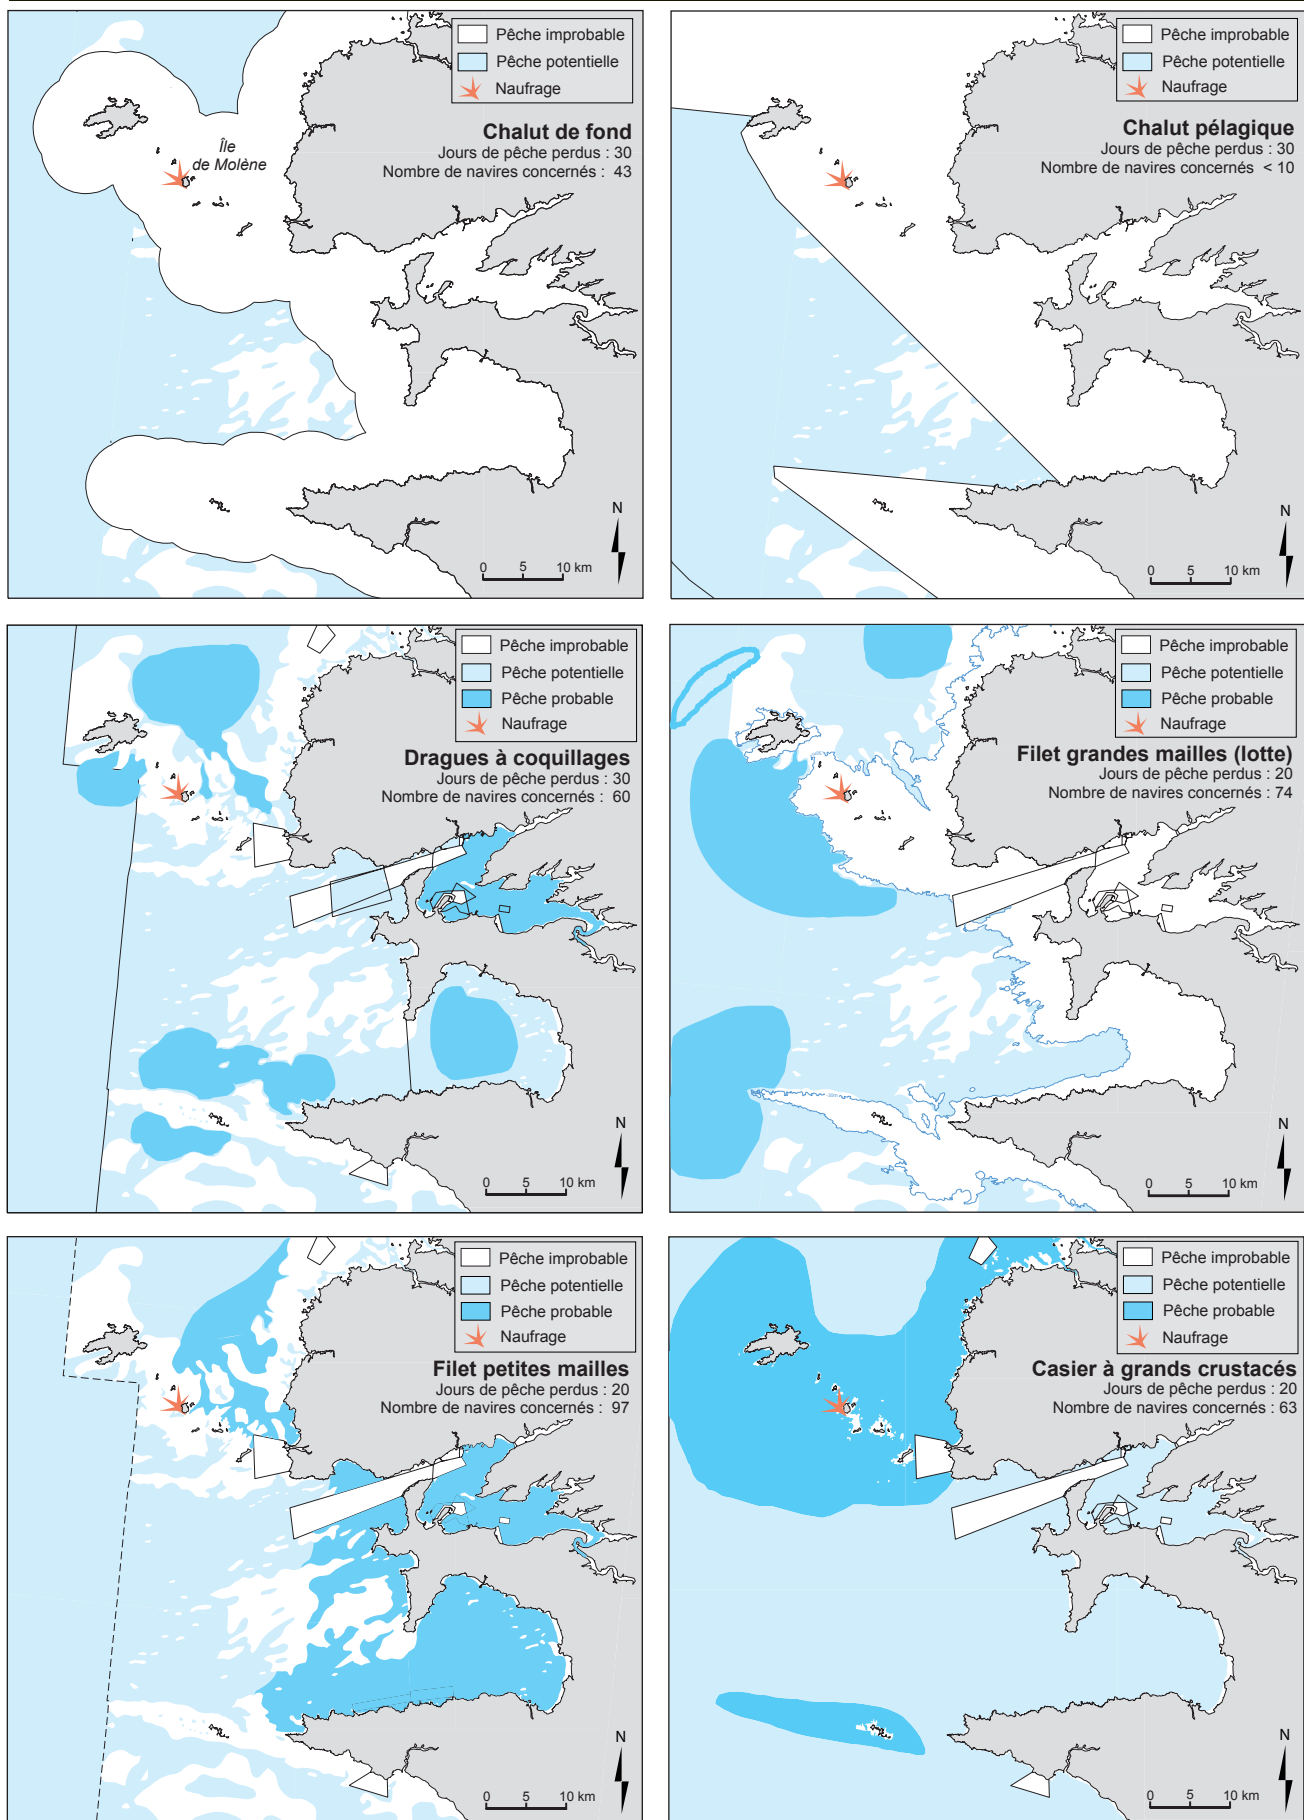 Pêche improbable
Pêche potentielle
Naufrage
Chalut de fond
Jours de pêche perdus : 30
Nombre de navires concernés : 43
Île
de Molène
N
0 5 10 km
Pêche improbable
Pêche potentielle
Naufrage
Chalut pélagique
Jours de pêche perdus : 30
Nombre de navires concernés < 10
N
0 5 10 km
Pêche improbable
Pêche potentielle
Pêche probable
Naufrage
Dragues à coquillages
Jours de pêche perdus : 30
Nombre de navires concernés : 60
N
0 5 10 km
Pêche improbable
Pêche potentielle
Pêche probable
Naufrage
Filet grandes mailles (lotte)
Jours de pêche perdus : 20
Nombre de navires concernés : 74
N
0 5 10 km
Pêche improbable
Pêche potentielle
Pêche probable
Naufrage
Filet petites mailles
Jours de pêche perdus : 20
Nombre de navires concernés : 97
N
0 5 10 km
Pêche improbable
Pêche potentielle
Pêche probable
Naufrage
Casier à grands crustacés
Jours de pêche perdus : 20
Nombre de navires concernés : 63
N
0 5 10 km